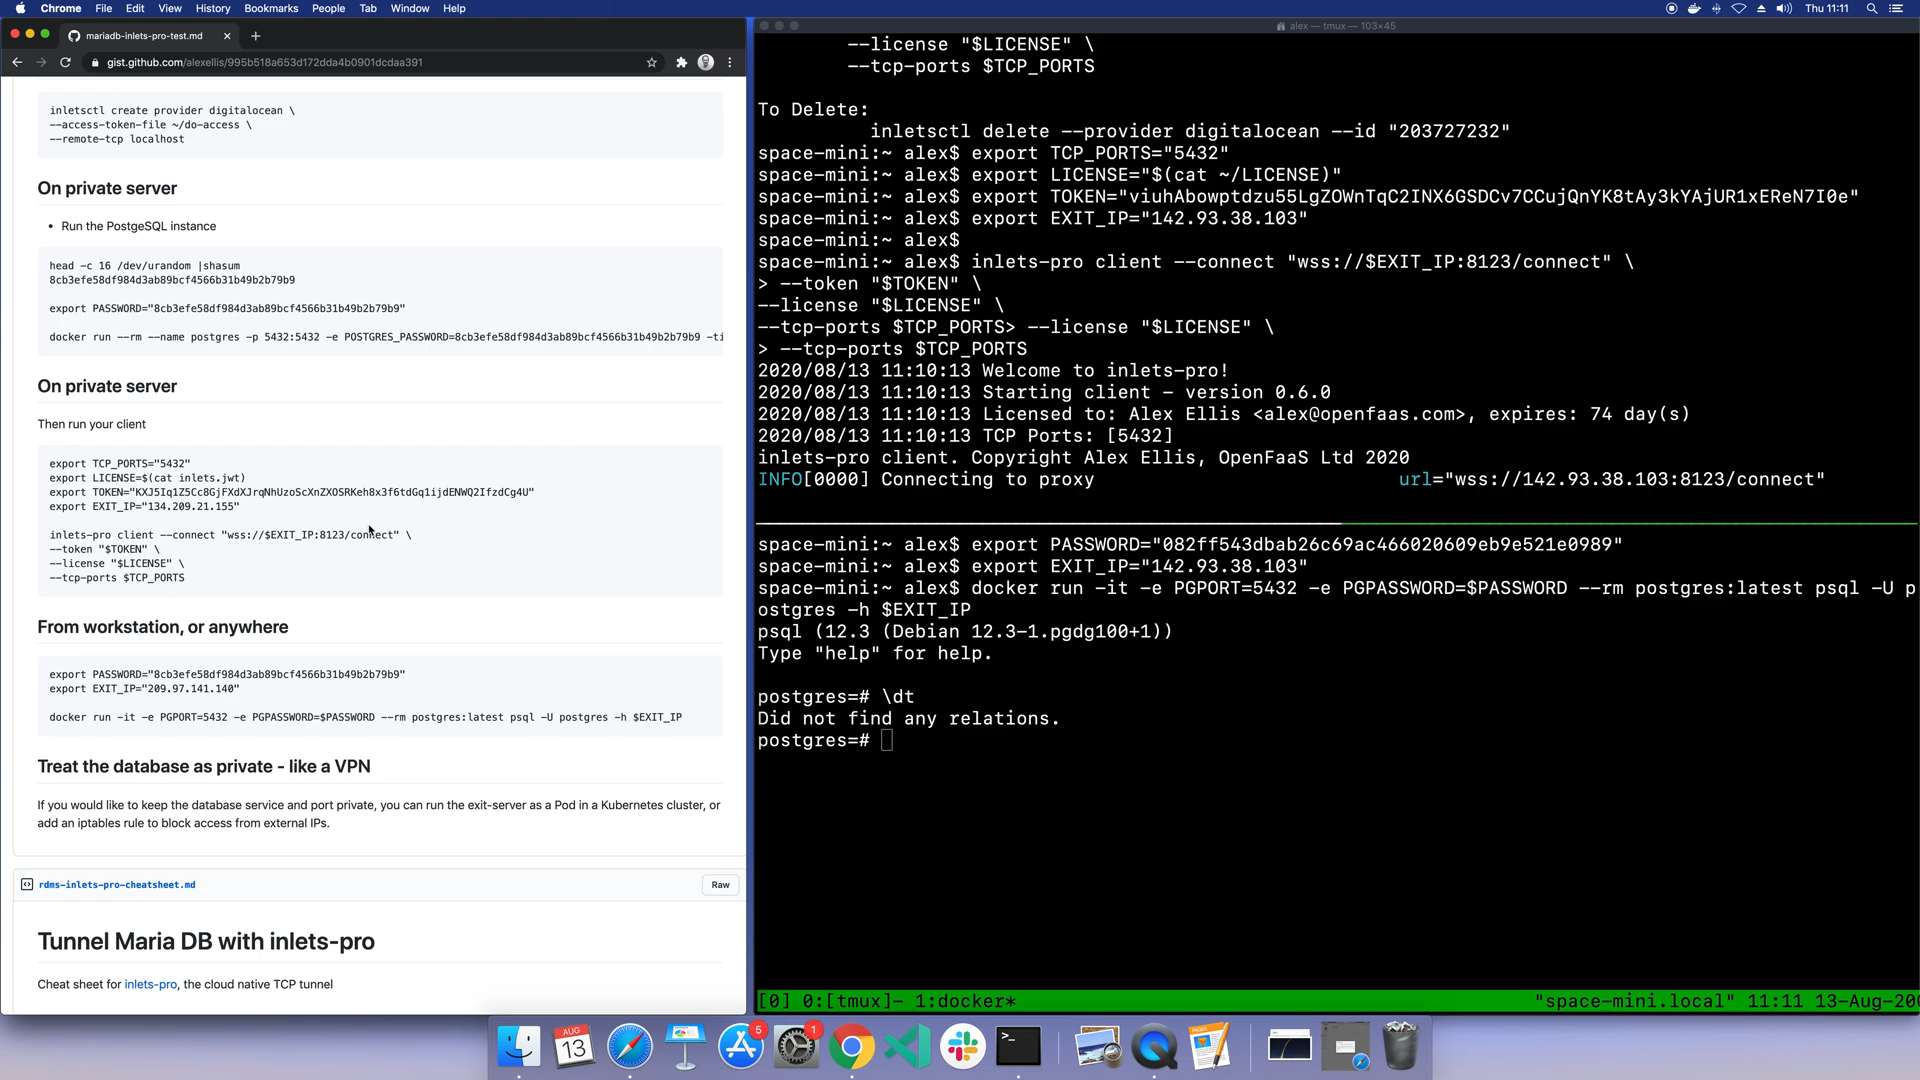 Chrome File Edit View History Bookmarks People Tab Window Help
Thu 11:11
mariadb-inlets-pro-test.md
gist.github.com/alexellis/995b518a653d172dda4b0901dcdaa391
inletsctl create provider digitalocean \
--access-token-file ~/do-access \
--remote-tcp localhost
On private server
• Run the PostgeSQL instance
head -c 16 /dev/urandom |shasum
8cb3efe58df984d3ab89bcf4566b31b49b2b79b9
export PASSWORD="8cb3efe58df984d3ab89bcf4566b31b49b2b79b9"
docker run --rm --name postgres -p 5432:5432 -e POSTGRES_PASSWORD=8cb3efe58df984d3ab89bcf4566b31b49b2b79b9 -ti
On private server
Then run your client
export TCP_PORTS="5432"
export LICENSE=$(cat inlets.jwt)
export TOKEN="KXJ5Iq1Z5Cc8GjFXdXJrqNhUzoScXnZXOSRKeh8x3f6tdGq1ijdENWQ2IfzdCg4U"
export EXIT_IP="134.209.21.155"
inlets-pro client --connect "wss://$EXIT_IP:8123/connect" \
--token "$TOKEN" \
--license "$LICENSE" \
--tcp-ports $TCP_PORTS
From workstation, or anywhere
export PASSWORD="8cb3efe58df984d3ab89bcf4566b31b49b2b79b9"
export EXIT_IP="209.97.141.140"
docker run -it -e PGPORT=5432 -e PGPASSWORD=$PASSWORD --rm postgres:latest psql -U postgres -h $EXIT_IP
Treat the database as private - like a VPN
If you would like to keep the database service and port private, you can run the exit-server as a Pod in a Kubernetes cluster, or
add an iptables rule to block access from external IPs.
rdms-inlets-pro-cheatsheet.md
Raw
Tunnel Maria DB with inlets-pro
Cheat sheet for inlets-pro, the cloud native TCP tunnel
alex — tmux — 103×45
--license "$LICENSE" \
--tcp-ports $TCP_PORTS
To Delete:
inletsctl delete --provider digitalocean --id "203727232"
space-mini:~ alex$ export TCP_PORTS="5432"
space-mini:~ alex$ export LICENSE="$(cat ~/LICENSE)"
space-mini:~ alex$ export TOKEN="viuhAbowptdzu55LgZOWnTqC2INX6GSDCv7CCujQnYK8tAy3kYAjUR1xEReN7I0e"
space-mini:~ alex$ export EXIT_IP="142.93.38.103"
space-mini:~ alex$
space-mini:~ alex$ inlets-pro client --connect "wss://$EXIT_IP:8123/connect" \
> --token "$TOKEN" \
--license "$LICENSE" \
--tcp-ports $TCP_PORTS> --license "$LICENSE" \
> --tcp-ports $TCP_PORTS
2020/08/13 11:10:13 Welcome to inlets-pro!
2020/08/13 11:10:13 Starting client - version 0.6.0
2020/08/13 11:10:13 Licensed to: Alex Ellis <alex@openfaas.com>, expires: 74 day(s)
2020/08/13 11:10:13 TCP Ports: [5432]
inlets-pro client. Copyright Alex Ellis, OpenFaaS Ltd 2020
INFO[0000] Connecting to proxy url="wss://142.93.38.103:8123/connect"
space-mini:~ alex$ export PASSWORD="082ff543dbab26c69ac466020609eb9e521e0989"
space-mini:~ alex$ export EXIT_IP="142.93.38.103"
space-mini:~ alex$ docker run -it -e PGPORT=5432 -e PGPASSWORD=$PASSWORD --rm postgres:latest psql -U p
ostgres -h $EXIT_IP
psql (12.3 (Debian 12.3-1.pgdg100+1))
Type "help" for help.
postgres=# \dt
Did not find any relations.
postgres=#
[0] 0:[tmux]- 1:docker* "space-mini.local" 11:11 13-Aug-20
AUG
13
5
1